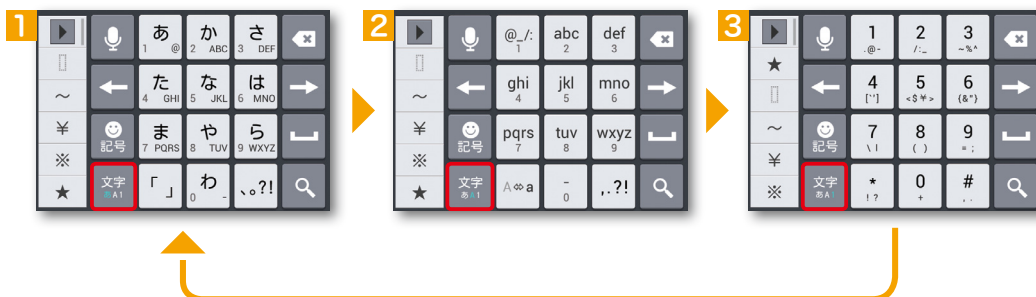 1
あ 1 @ か 2 ABC さ 3 DEF
～ た 4 GHI な 5 JKL は 6 MNO
￥ 記号 ま 7 PQRS や 8 TUV ら 9 WXYZ
※
★ 文字 あA1 「 」 わ 0 - 、。?!
2
@_/: 1 abc 2 def 3
～ ghi 4 jkl 5 mno 6
￥ 記号 pqrs 7 tuv 8 wxyz 9
※
★ 文字 あA1 A⇔a - 0 ,.?!
3
1 .@- 2 /:_ 3 ~%^
★
4 [`'] 5 <$￥> 6 {&"}
～ 記号 7 \ | 8 ( ) 9 = ;
￥
※ 文字 あA1 * ! ? 0 + # , .